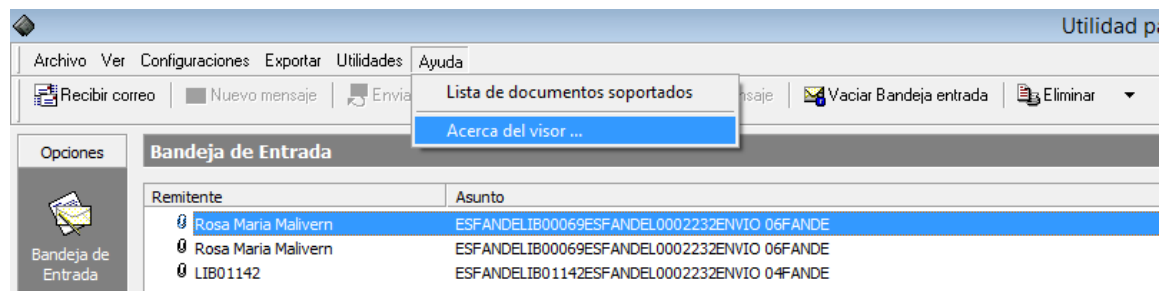 Utilidad pa
Archivo Ver Configuraciones Exportar Utilidades Ayuda
Recibir correo Nuevo mensaje Envia nsaje Vaciar Bandeja entrada Eliminar
Lista de documentos soportados
Acerca del visor ...
Opciones Bandeja de Entrada
Remitente Asunto
Rosa Maria Malivern ESFANDELIB00069ESFANDEL0002232ENVIO 06FANDE
Rosa Maria Malivern ESFANDELIB00069ESFANDEL0002232ENVIO 06FANDE
LIB01142 ESFANDELIB01142ESFANDEL0002232ENVIO 04FANDE
Bandeja de
Entrada